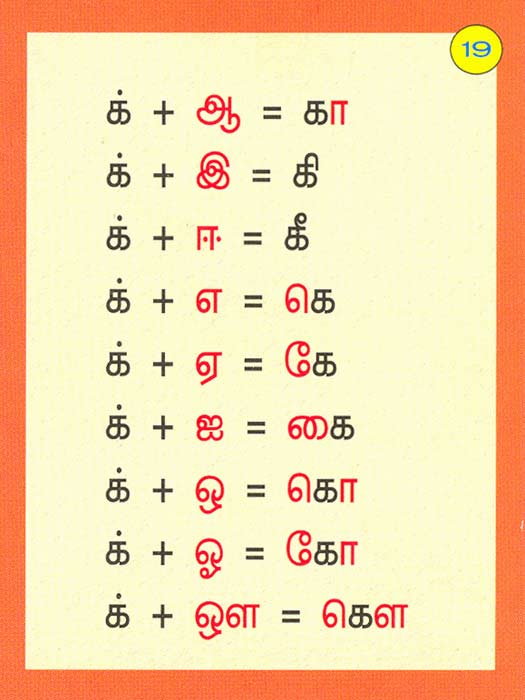 19
க் + ஆ = கா
க் + இ = கி
க் + ஈ = கீ
க் + எ = கெ
க் + ஏ = கே
க் + ஐ = கை
க் + ஒ = கொ
க் + ஓ = கோ
க் + ஔ = கௌ